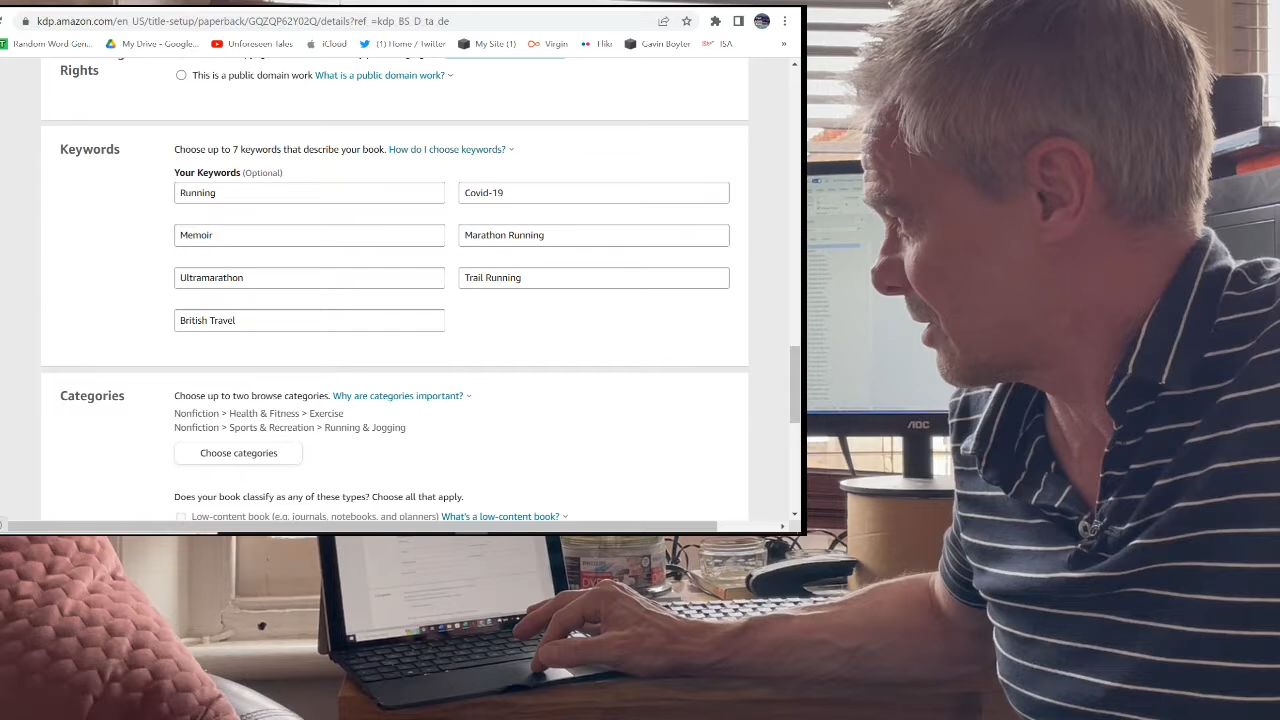 kdp.amazon.com/en_US/title-setup/paperback/GQZQP62Y02Q/details?ref_=kdp_BS_D_ta_de
Random Word Gen... My Drive - Google... Unforeseen Tales iCloud (1) Home / Twitter My Site (1) Virgin Hike Gavin Boyter ISA »
Rights
This is a public domain work What is a public domain work?
Keywords
Choose up to 7 keywords that describe your book. How do I choose keywords?
Your Keywords (Optional)
Running Covid-19
Memoir Marathon Running
Ultramarathon Trail Running
British Travel
Categories
Choose up to two browse categories. Why are categories important?
Nonfiction > Health & Fitness > Exercise
Nonfiction > Sports & Recreation > Running & Jogging
Choose categories
Does your book classify as any of these types? Choose all that apply.
Low-content book (e.g. journals, notebooks, and planners) What's a low-content book?
AOC
PHILIPS